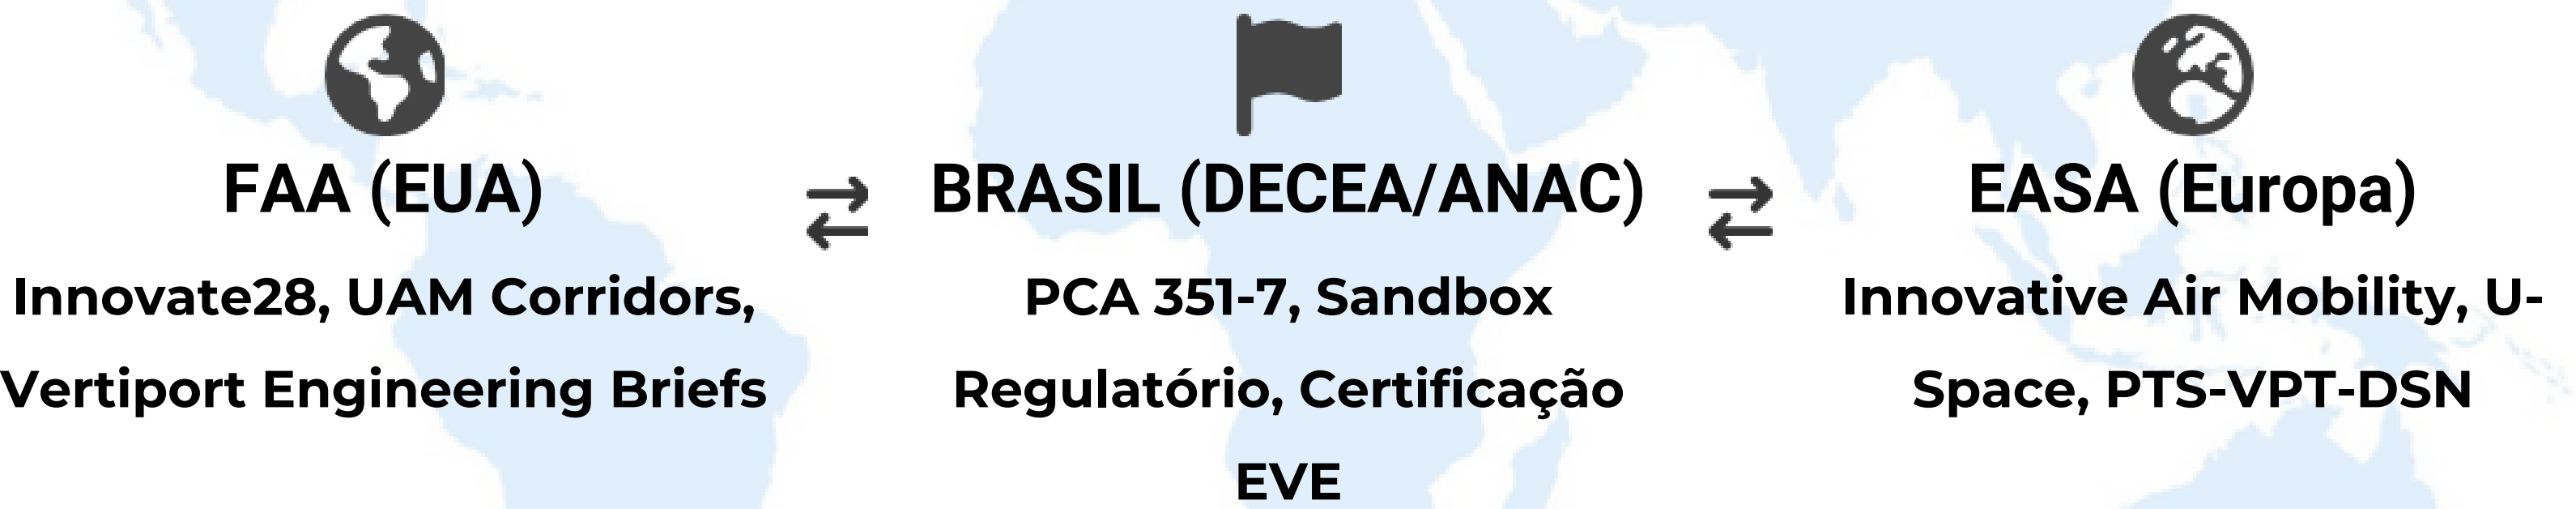 FAA (EUA)
Innovate28, UAM Corridors,
Vertiport Engineering Briefs
BRASIL (DECEA/ANAC)
PCA 351-7, Sandbox
Regulatório, Certificação
EVE
EASA (Europa)
Innovative Air Mobility, U-
Space, PTS-VPT-DSN